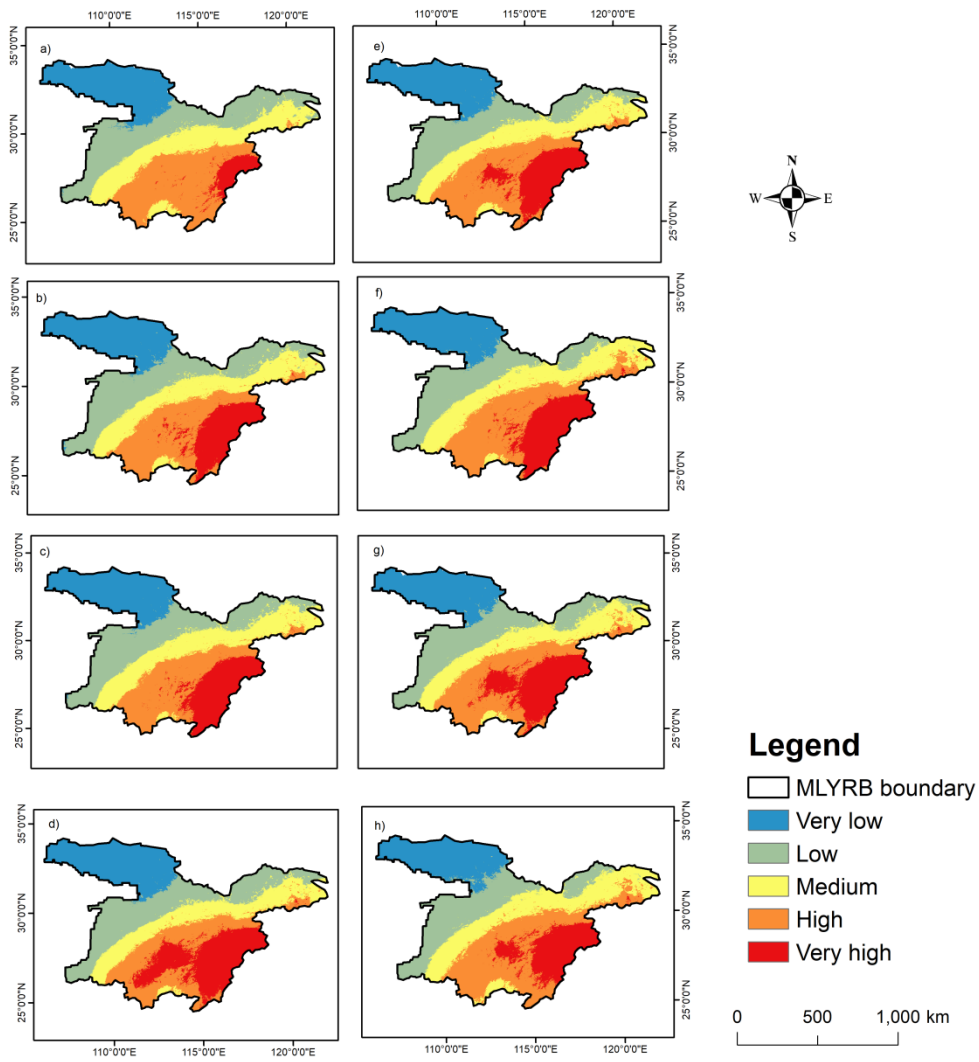 110°0'0"E 115°0'0"E 120°0'0"E 110°0'0"E 115°0'0"E 120°0'0"E
a)
35°0'0"N
30°0'0"N
25°0'0"N
e)
35°0'0"N
30°0'0"N
25°0'0"N
N
W E
S
b)
35°0'0"N
30°0'0"N
25°0'0"N
f)
35°0'0"N
30°0'0"N
25°0'0"N
c)
35°0'0"N
30°0'0"N
25°0'0"N
g)
35°0'0"N
30°0'0"N
25°0'0"N
d)
35°0'0"N
30°0'0"N
25°0'0"N
h)
35°0'0"N
30°0'0"N
25°0'0"N
110°0'0"E 115°0'0"E 120°0'0"E 110°0'0"E 115°0'0"E 120°0'0"E
Legend
MLYRB boundary
Very low
Low
Medium
High
Very high
0 500 1,000 km